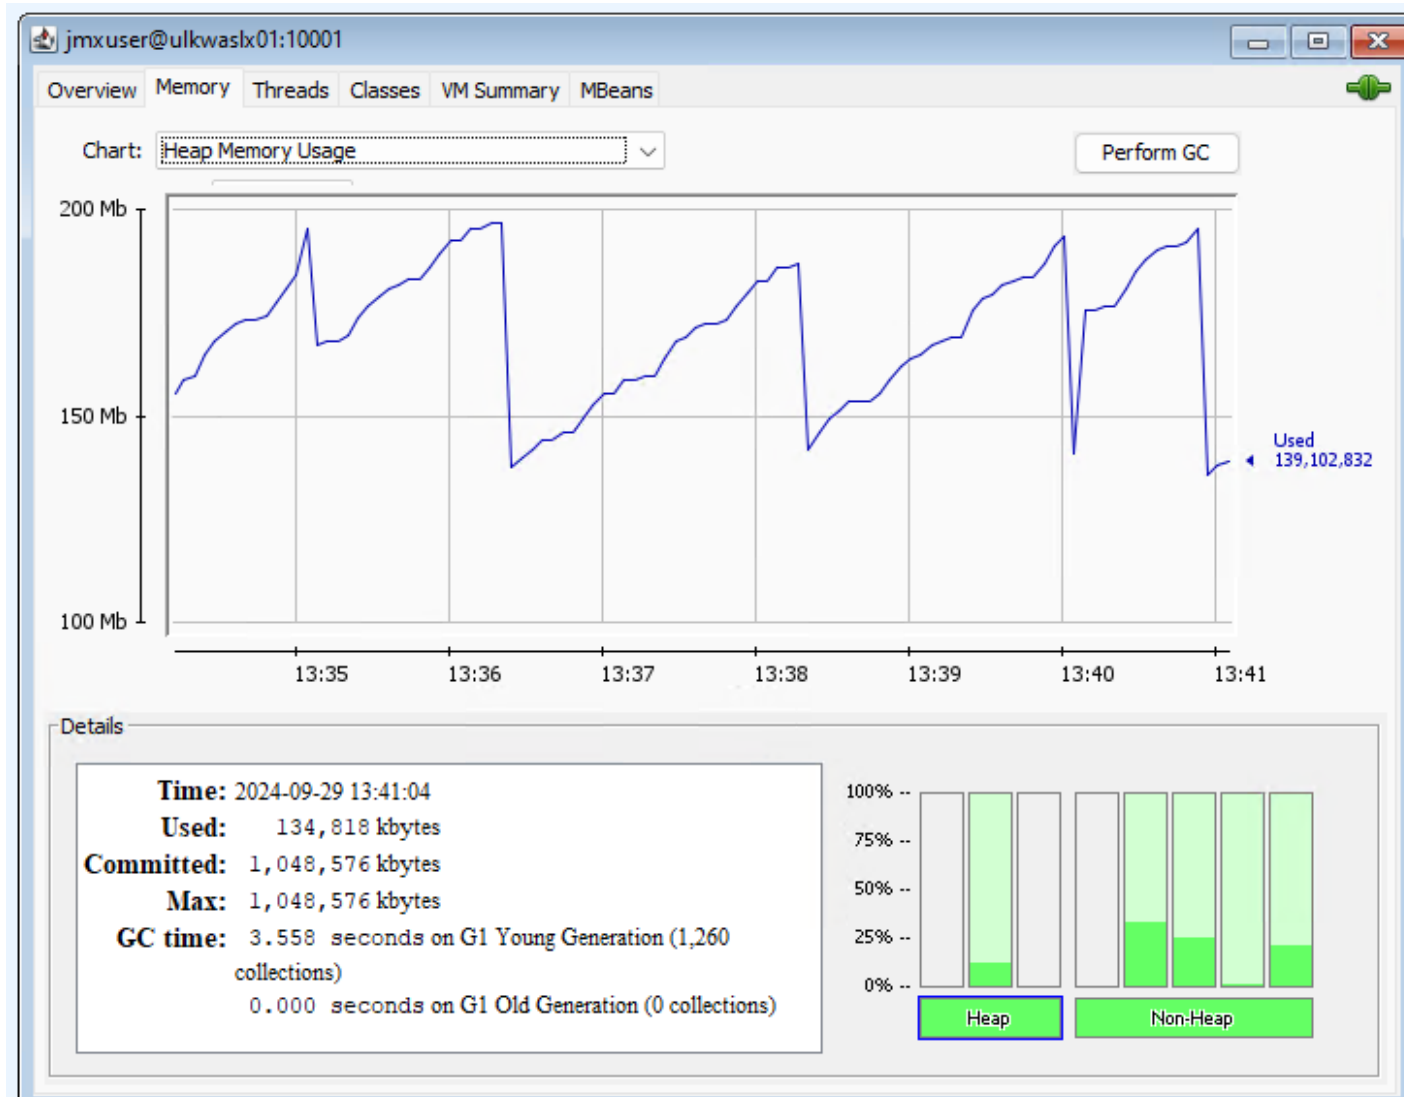 jmxuser@ulkwaslx01:10001
Overview Memory Threads Classes VM Summary MBeans
Chart: Heap Memory Usage Perform GC
200 Mb
150 Mb
100 Mb
Used
139,102,832
13:35 13:36 13:37 13:38 13:39 13:40 13:41
Details
Time: 2024-09-29 13:41:04
Used: 134,818 kbytes
Committed: 1,048,576 kbytes
Max: 1,048,576 kbytes
GC time: 3.558 seconds on G1 Young Generation (1,260
collections)
0.000 seconds on G1 Old Generation (0 collections)
100% --
75% --
50% --
25% --
0% --
Heap Non-Heap